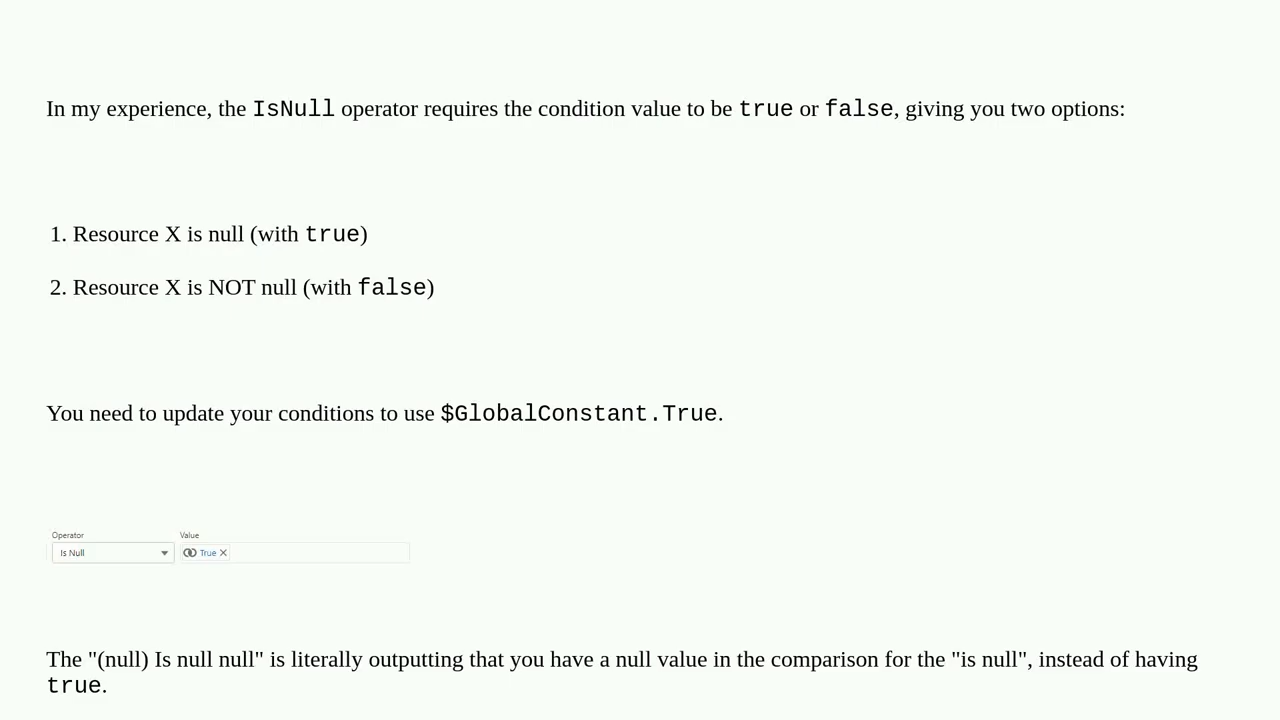 In my experience, the IsNull operator requires the condition value to be true or false, giving you two options:
1. Resource X is null (with true)
2. Resource X is NOT null (with false)
You need to update your conditions to use $GlobalConstant.True.
Operator Value
Is Null True
The "(null) Is null null" is literally outputting that you have a null value in the comparison for the "is null", instead of having
true.